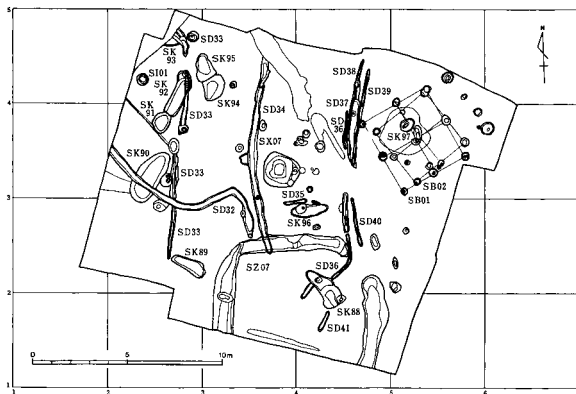 5
N
SK
93
SD33
SK95
SI01
SK
92
SD38
SD39
4
SK94
SD37
SD34
SD
36
SK
91
SD33
SK97
SX07
SK90
SB02
SD33
SD35
SB01
3
SK96
SD32
SD40
SD33
SK89
SZ07
SD36
2
SK88
SD41
0
5
10m
1
1
2
3
4
5
6